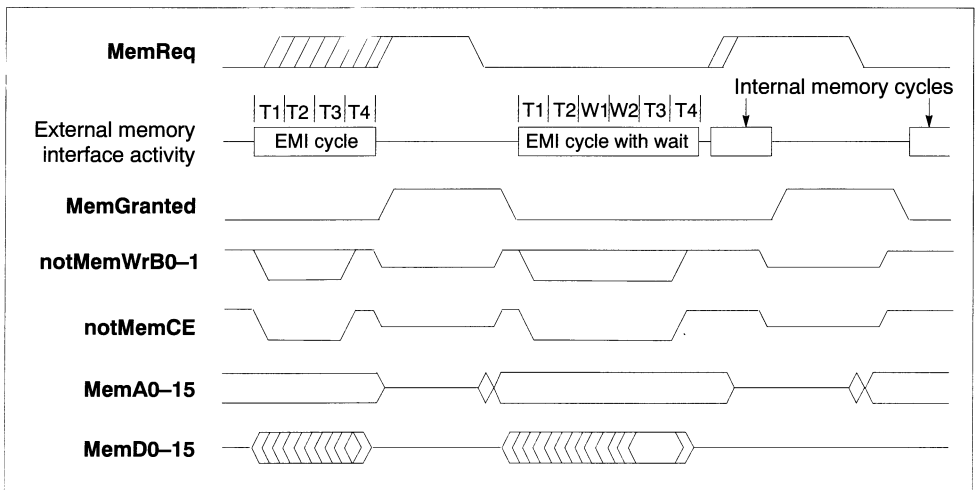 MemReq
Internal memory cycles
T1 T2 T3 T4
T1 T2 W1 W2 T3 T4
External memory
interface activity
EMI cycle
EMI cycle with wait
MemGranted
notMemWrB0–1
notMemCE
MemA0–15
MemD0–15